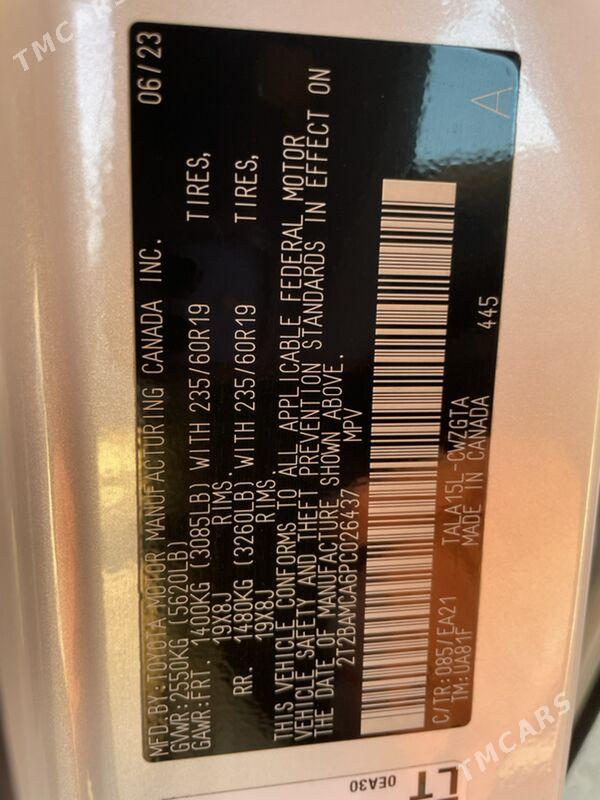 TMCARS
MFD.BY:TOYOTA MOTOR MANUFACTURING CANADA INC. 06/23
GVWR:2550KG (5620LB)
GAWR:FRT. 1400KG (3085LB) WITH 235/60R19 TIRES,
19X8J RIMS.
RR. 1480KG (3260LB) WITH 235/60R19 TIRES,
19X8J RIMS.
THIS VEHICLE CONFORMS TO ALL APPLICABLE FEDERAL MOTOR
VEHICLE SAFETY AND THEFT PREVENTION STANDARDS IN EFFECT ON
THE DATE OF MANUFACTURE SHOWN ABOVE.
2T2BAMCA6PC026437 MPV
C/TR:085/EA21 TALA15L-CWZGTA 445 A
TM:UA81F MADE IN CANADA
LT
0EA30
TMCARS